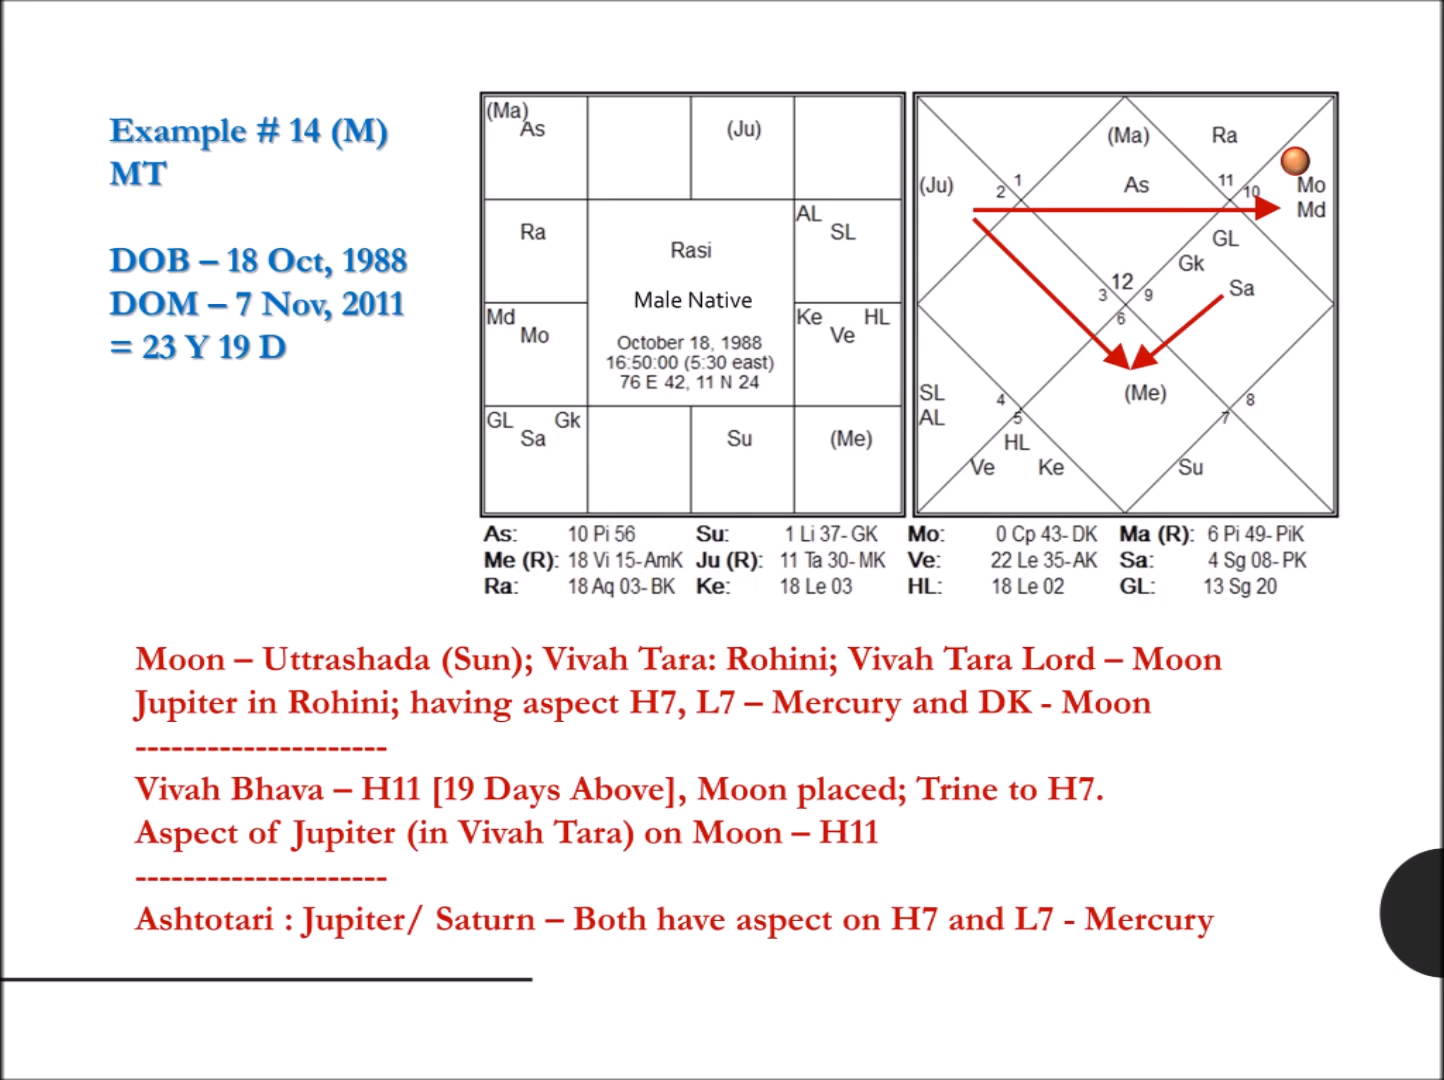 Example # 14 (M)
MT
DOB – 18 Oct, 1988
DOM – 7 Nov, 2011
= 23 Y 19 D
(Ma)
As
(Ju)
Ra
AL
SL
Md
Mo
Ke HL
Ve
GL Gk
Sa
Su
(Me)
Rasi
Male Native
October 18, 1988
16:50:00 (5:30 east)
76 E 42, 11 N 24
(Ma) Ra
(Ju) 2 1 As 11 10 Mo
Md
GL
Gk
12 Sa
3 9
6
SL 4 (Me) 8
AL 5 7
HL
Ve Ke Su
As: 10 Pi 56 Su: 1 Li 37- GK Mo: 0 Cp 43- DK Ma (R): 6 Pi 49- PiK
Me (R): 18 Vi 15- AmK Ju (R): 11 Ta 30- MK Ve: 22 Le 35- AK Sa: 4 Sg 08- PK
Ra: 18 Aq 03- BK Ke: 18 Le 03 HL: 18 Le 02 GL: 13 Sg 20
Moon – Uttrashada (Sun); Vivah Tara: Rohini; Vivah Tara Lord – Moon
Jupiter in Rohini; having aspect H7, L7 – Mercury and DK - Moon
---------------------
Vivah Bhava – H11 [19 Days Above], Moon placed; Trine to H7.
Aspect of Jupiter (in Vivah Tara) on Moon – H11
---------------------
Ashtotari : Jupiter/ Saturn – Both have aspect on H7 and L7 - Mercury